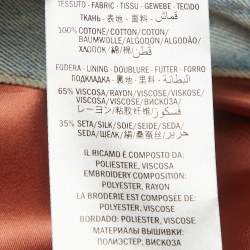 TESSUTO - FABRIC - TISSU - GEWEBE - TECIDO
ТКАНЬ - 表地 - 面料 - قماش
100% COTONE/COTTON/COTON/
BAUMWOLLE/ALGODON/ALGODÃO/
ХЛОПОК/綿/棉/قطن
FODERA - LINING - DOUBLURE - FUTTER - FORRO
ПОДКЛАДКА - 裏地 - 里料 - البطانة
65% VISCOSA/RAYON/VISCOSE/VISKOSE/
VISCOSA/VISCOSE/ВИСКОЗА/
レーヨン/粘胶纤维/فسكوز
35% SETA/SILK/SOIE/SEIDE/SEDA/
SEDA/ШЕЛК/絹/桑蚕丝/حرير
IL RICAMO È COMPOSTO DA:
POLIESTERE, VISCOSA
EMBROIDERY COMPOSITION:
POLYESTER, RAYON
LA BRODERIE EST COMPOSÉE DE:
POLYESTER, VISCOSE
BORDADO: POLIESTER, VISCOSE
МАТЕРИАЛЫ ВЫШИВКИ:
ПОЛИЭСТЕР, ВИСКОЗА